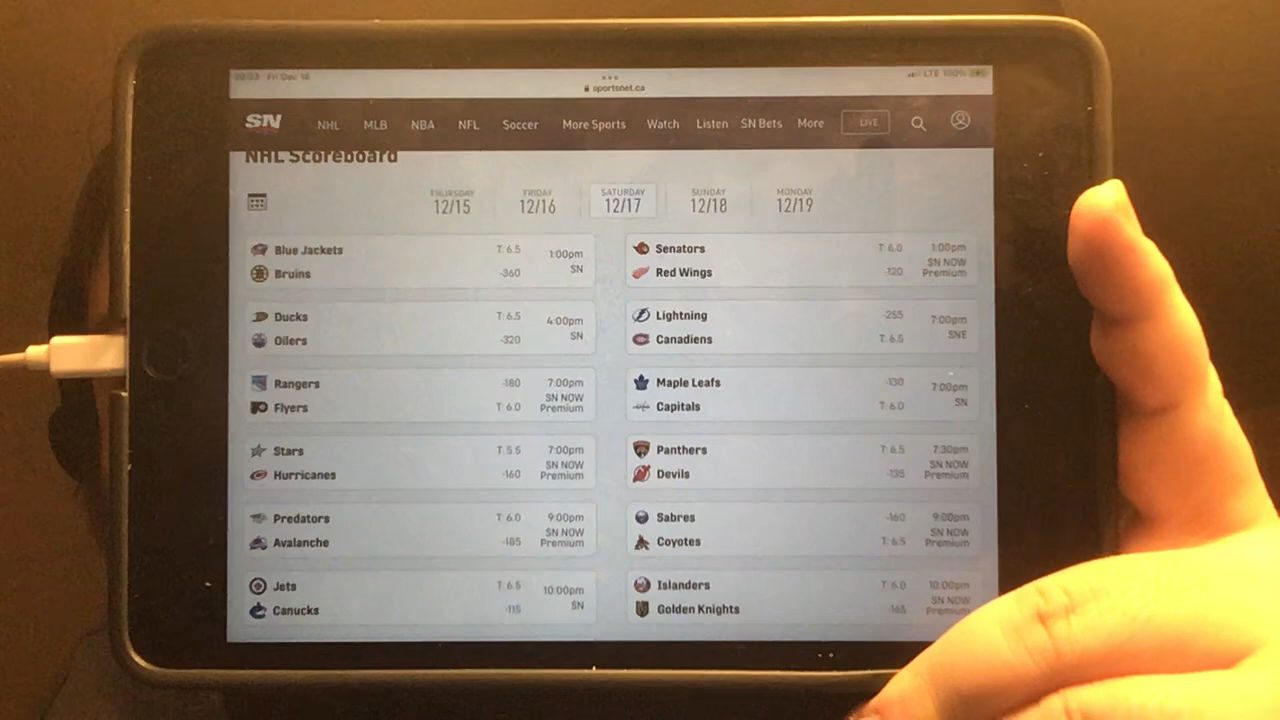 Fri Dec 16
LTE 100%
sportsnet.ca
SN NHL MLB NBA NFL Soccer More Sports Watch Listen SN Bets More LIVE
NHL Scoreboard
THURSDAY FRIDAY SATURDAY SUNDAY MONDAY
12/15 12/16 12/17 12/18 12/19
Blue Jackets T: 6.5 1:00pm
Bruins -360 SN
Senators T: 6.0 1:00pm
SN NOW
Red Wings -120 Premium
Ducks T: 6.5 4:00pm
Oilers -320 SN
Lightning -255 7:00pm
Canadiens T: 6.5 SNE
Rangers -180 7:00pm
SN NOW
Flyers T: 6.0 Premium
Maple Leafs -130 7:00pm
Capitals T: 6.0 SN
Stars T: 5.5 7:00pm
SN NOW
Hurricanes -160 Premium
Panthers T: 6.5 7:30pm
SN NOW
Devils -135 Premium
Predators T: 6.0 9:00pm
SN NOW
Avalanche -185 Premium
Sabres -160 9:00pm
SN NOW
Coyotes T: 6.5 Premium
Jets T: 6.5 10:00pm
Canucks -115 SN
Islanders T: 6.0 10:00pm
SN NOW
Golden Knights -165 Premium